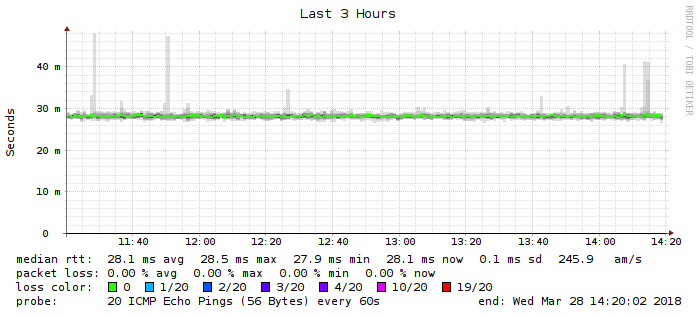 Last 3 Hours
RRDTOOL / TOBI OETIKER
Seconds
40 m
30 m
20 m
10 m
0
11:40 12:00 12:20 12:40 13:00 13:20 13:40 14:00 14:20
median rtt: 28.1 ms avg 28.5 ms max 27.9 ms min 28.1 ms now 0.1 ms sd 245.9 am/s
packet loss: 0.00 % avg 0.00 % max 0.00 % min 0.00 % now
loss color: 0 1/20 2/20 3/20 4/20 10/20 19/20
probe: 20 ICMP Echo Pings (56 Bytes) every 60s end: Wed Mar 28 14:20:02 2018